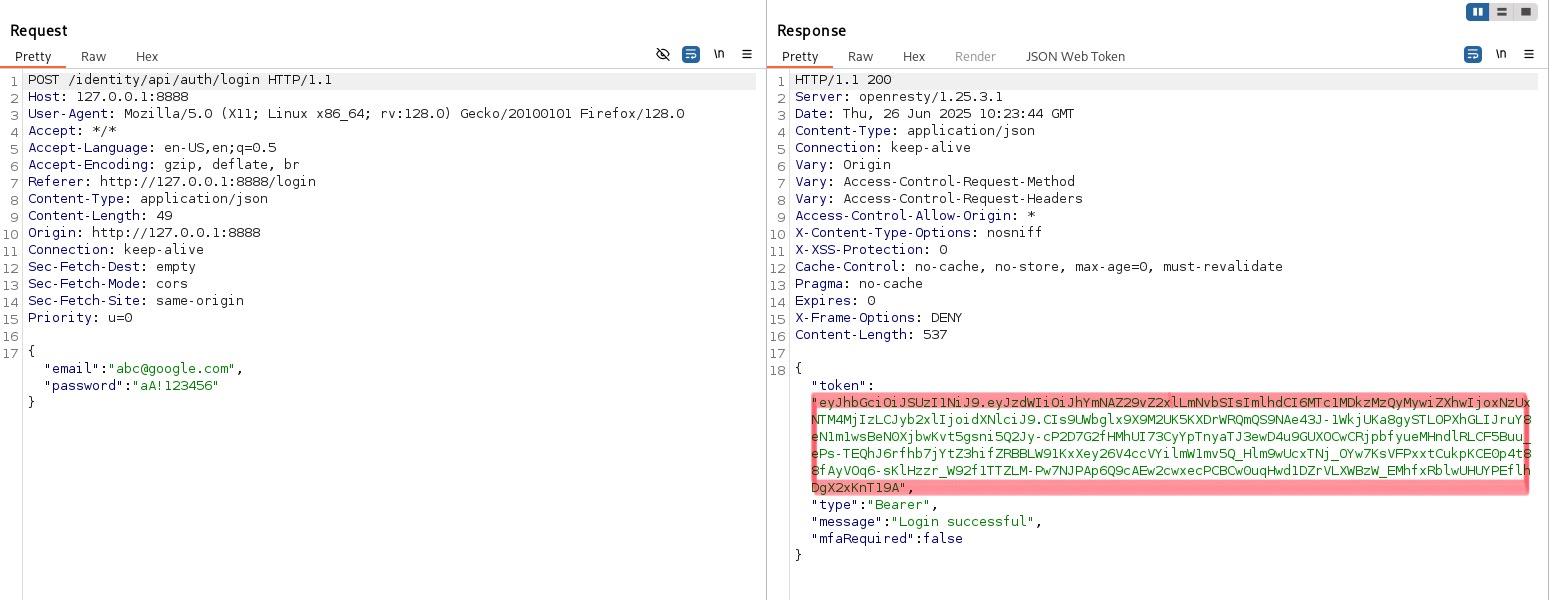 Request
Pretty Raw Hex \n
1 POST /identity/api/auth/login HTTP/1.1
2 Host: 127.0.0.1:8888
3 User-Agent: Mozilla/5.0 (X11; Linux x86_64; rv:128.0) Gecko/20100101 Firefox/128.0
4 Accept: */*
5 Accept-Language: en-US,en;q=0.5
6 Accept-Encoding: gzip, deflate, br
7 Referer: http://127.0.0.1:8888/login
8 Content-Type: application/json
9 Content-Length: 49
10 Origin: http://127.0.0.1:8888
11 Connection: keep-alive
12 Sec-Fetch-Dest: empty
13 Sec-Fetch-Mode: cors
14 Sec-Fetch-Site: same-origin
15 Priority: u=0
16
17 {
"email":"abc@google.com",
"password":"aA!123456"
}
Response
Pretty Raw Hex Render JSON Web Token \n
1 HTTP/1.1 200
2 Server: openresty/1.25.3.1
3 Date: Thu, 26 Jun 2025 10:23:44 GMT
4 Content-Type: application/json
5 Connection: keep-alive
6 Vary: Origin
7 Vary: Access-Control-Request-Method
8 Vary: Access-Control-Request-Headers
9 Access-Control-Allow-Origin: *
10 X-Content-Type-Options: nosniff
11 X-XSS-Protection: 0
12 Cache-Control: no-cache, no-store, max-age=0, must-revalidate
13 Pragma: no-cache
14 Expires: 0
15 X-Frame-Options: DENY
16 Content-Length: 537
17
18 {
"token":
"eyJhbGciOiJSUzI1NiJ9.eyJzdWIiOiJhYmNAZ29vZ2xlLmNvbSIsImlhdCI6MTc1MDkzMzQyMywiZXhwIjoxNzUx
NTM4MjIzLCJyb2xlIjoidXNlciJ9.CIs9UWbglx9X9M2UK5KXDrWRQmQS9NAe43J-1WkjUKa8gySTLOPXhGLIJruY8
eN1m1wsBeNOXjbwKvt5gsni5Q2Jy-cP2D7G2fHMhUI73CyYpTnyaTJ3ewD4u9GUXOCwCRjpbfyueMHndlRLCF5Buu_
ePs-TEQhJ6rfhb7jYtZ3hifZRBBLW91KxXey26V4ccVYilmW1mv5Q_Hlm9wUcxTNj_OYw7KsVFPxxtCukpKCE0p4t8
8fAyVOq6-sKlHzzr_W92f1TTZLM-Pw7NJPAp6Q9cAEw2cwxecPCBCw0uqHwd1DZrVLXWBzW_EMhfxRblwUHUYPEflh
DgX2xKnT19A",
"type":"Bearer",
"message":"Login successful",
"mfaRequired":false
}